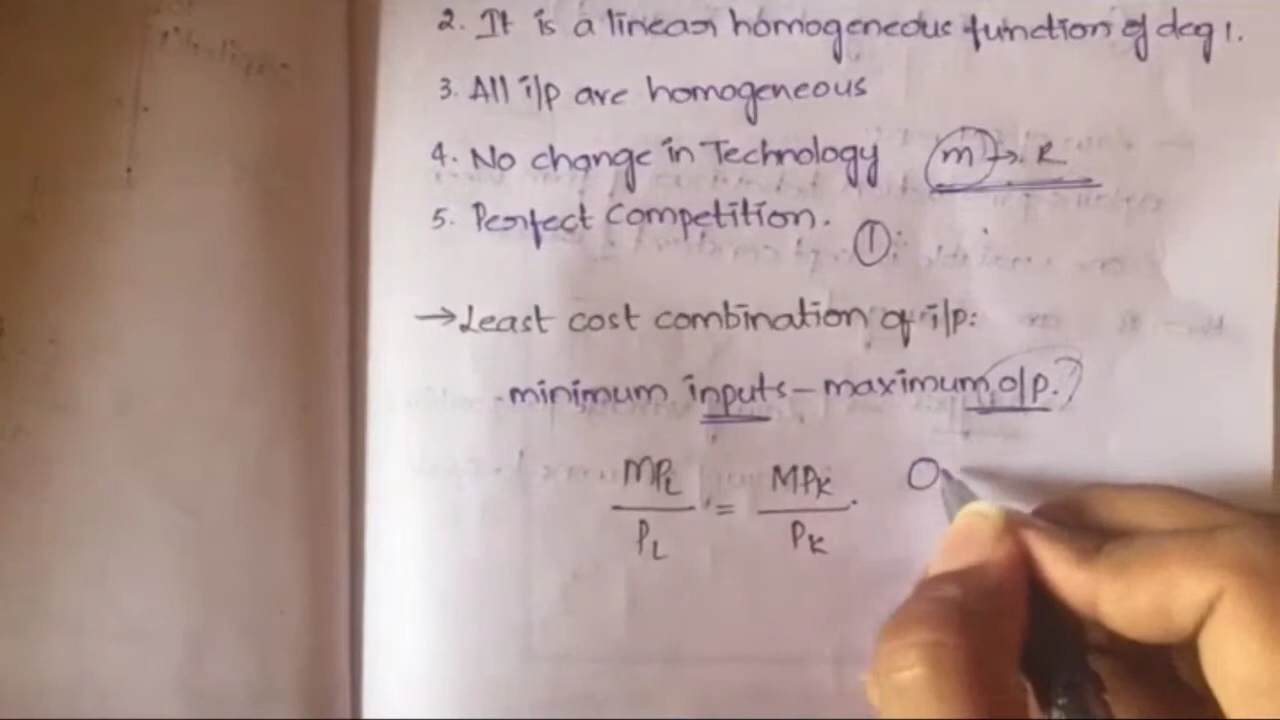 2. It is a linear homogeneous function of deg 1.
3. All i/p are homogeneous
4. No change in Technology m → R
5. Perfect Competition. ①:
→ Least cost combination of i/p:
minimum inputs – maximum o/p.
MPL = MPK.
PL PK
O